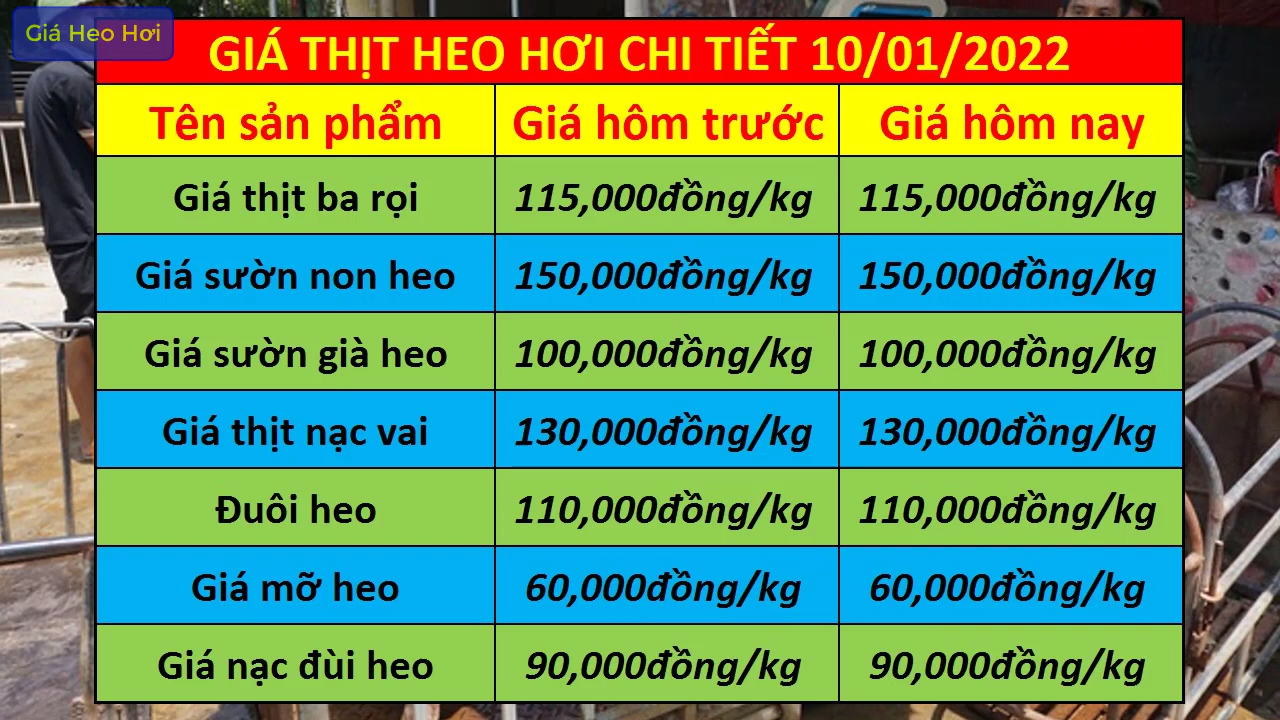 Giá Heo Hơi
GIÁ THỊT HEO HƠI CHI TIẾT 10/01/2022
Tên sản phẩm Giá hôm trước Giá hôm nay
Giá thịt ba rọi 115,000đồng/kg 115,000đồng/kg
Giá sườn non heo 150,000đồng/kg 150,000đồng/kg
Giá sườn già heo 100,000đồng/kg 100,000đồng/kg
Giá thịt nạc vai 130,000đồng/kg 130,000đồng/kg
Đuôi heo 110,000đồng/kg 110,000đồng/kg
Giá mỡ heo 60,000đồng/kg 60,000đồng/kg
Giá nạc đùi heo 90,000đồng/kg 90,000đồng/kg